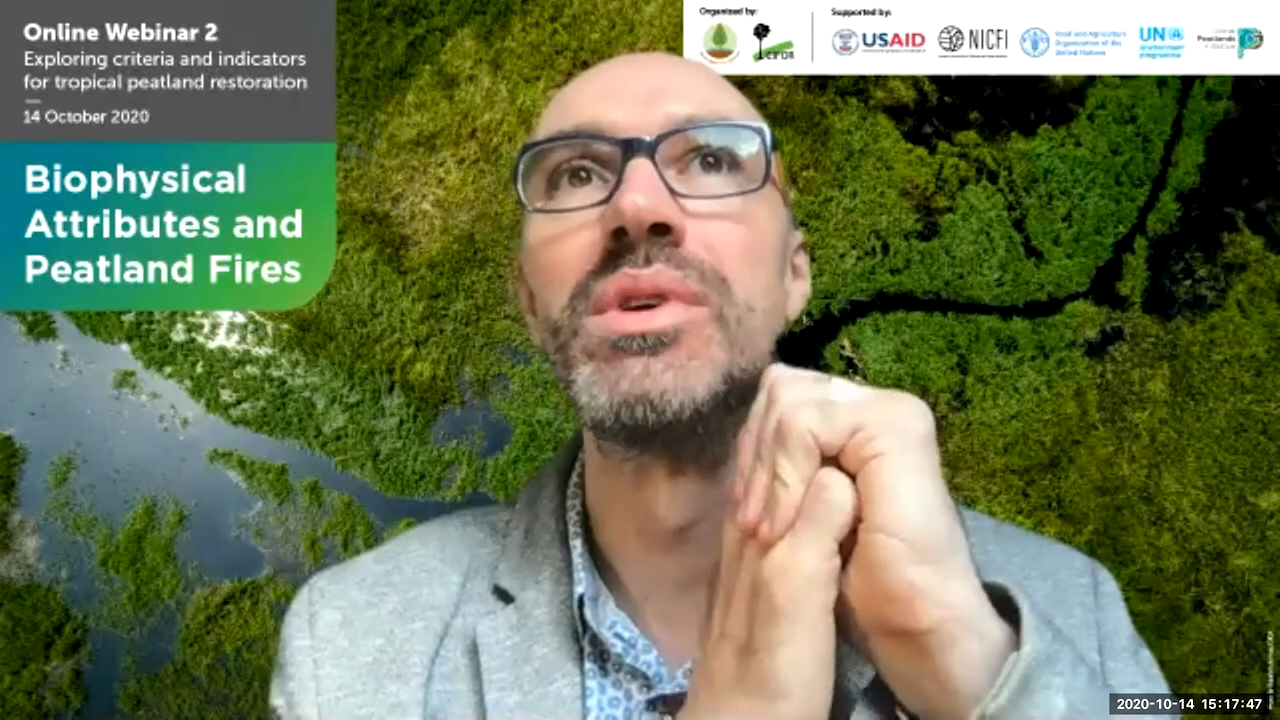 Online Webinar 2
Exploring criteria and indicators
for tropical peatland restoration
14 October 2020
Biophysical
Attributes and
Peatland Fires
Organized by:
Supported by:
CIFOR
USAID
NICFI
Food and Agriculture
Organization of the
United Nations
UN
environment
programme
Peatlands
2020-10-14 15:17:47